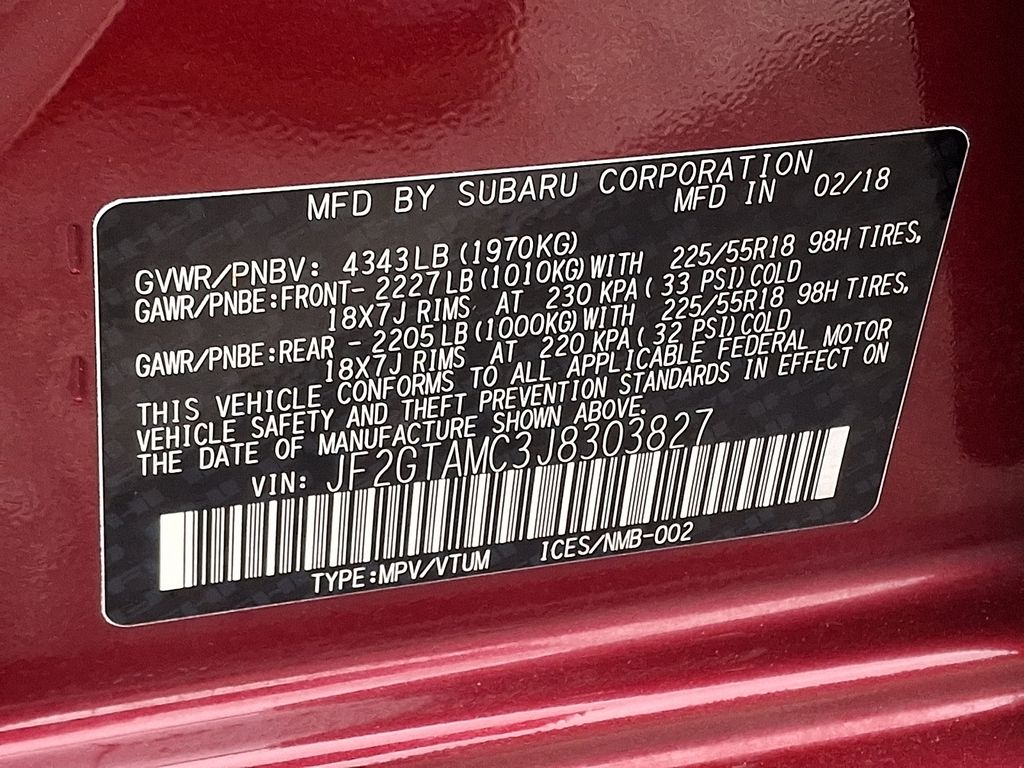 MFD BY SUBARU CORPORATION
MFD IN 02/18
GVWR/PNBV: 4343LB(1970KG)
GAWR/PNBE:FRONT- 2227LB(1010KG)WITH 225/55R18 98H TIRES,
18X7J RIMS AT 230 KPA( 33 PSI)COLD
GAWR/PNBE:REAR - 2205LB(1000KG)WITH 225/55R18 98H TIRES,
18X7J RIMS AT 220 KPA( 32 PSI)COLD
THIS VEHICLE CONFORMS TO ALL APPLICABLE FEDERAL MOTOR
VEHICLE SAFETY AND THEFT PREVENTION STANDARDS IN EFFECT ON
THE DATE OF MANUFACTURE SHOWN ABOVE.
VIN: JF2GTAMC3J8303827
TYPE:MPV/VTUM ICES/NMB-002